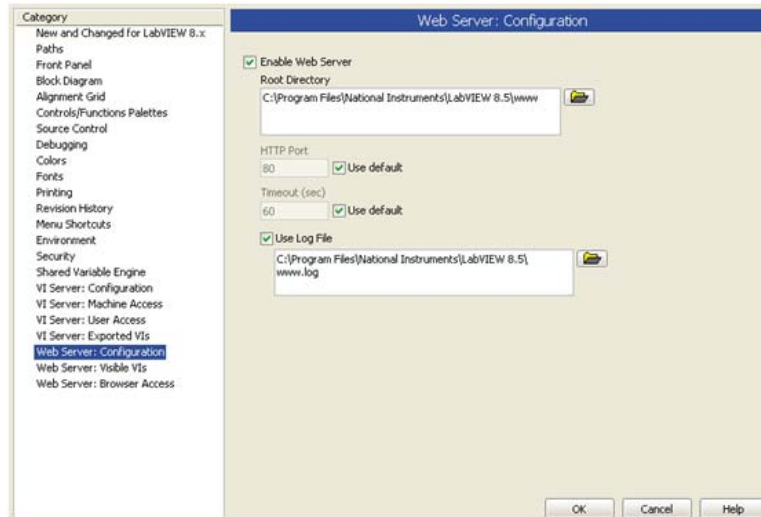 Category
New and Changed for LabVIEW 8.x
Paths
Front Panel
Block Diagram
Alignment Grid
Controls/Functions Palettes
Source Control
Debugging
Colors
Fonts
Printing
Revision History
Menu Shortcuts
Environment
Security
Shared Variable Engine
VI Server: Configuration
VI Server: Machine Access
VI Server: User Access
VI Server: Exported VIs
Web Server: Configuration
Web Server: Visible VIs
Web Server: Browser Access
Web Server: Configuration
Enable Web Server
Root Directory
C:\Program Files\National Instruments\LabVIEW 8.5\www
HTTP Port
80 Use default
Timeout (sec)
60 Use default
Use Log File
C:\Program Files\National Instruments\LabVIEW 8.5\
www.log
OK Cancel Help